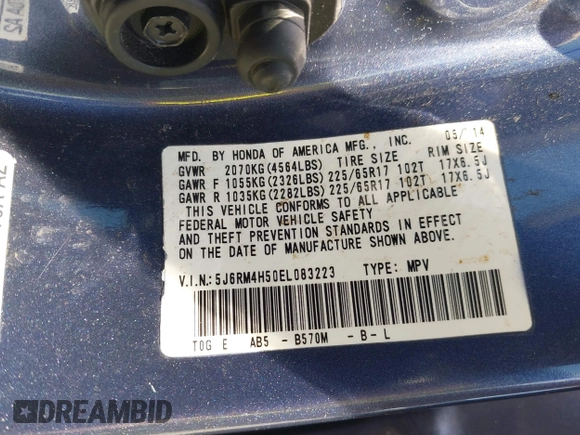 SA A0
MFD. BY HONDA OF AMERICA MFG., INC. 05/14
GVWR 2070KG(4564LBS) TIRE SIZE RIM SIZE
GAWR F 1055KG(2326LBS) 225/65R17 102T 17X6.5J
GAWR R 1035KG(2282LBS) 225/65R17 102T 17X6.5J
THIS VEHICLE CONFORMS TO ALL APPLICABLE
FEDERAL MOTOR VEHICLE SAFETY
AND THEFT PREVENTION STANDARDS IN EFFECT
ON THE DATE OF MANUFACTURE SHOWN ABOVE.
V.I.N.: 5J6RM4H50EL083223 TYPE: MPV
T0G E AB5 - B570M - B - L
DREAMBID